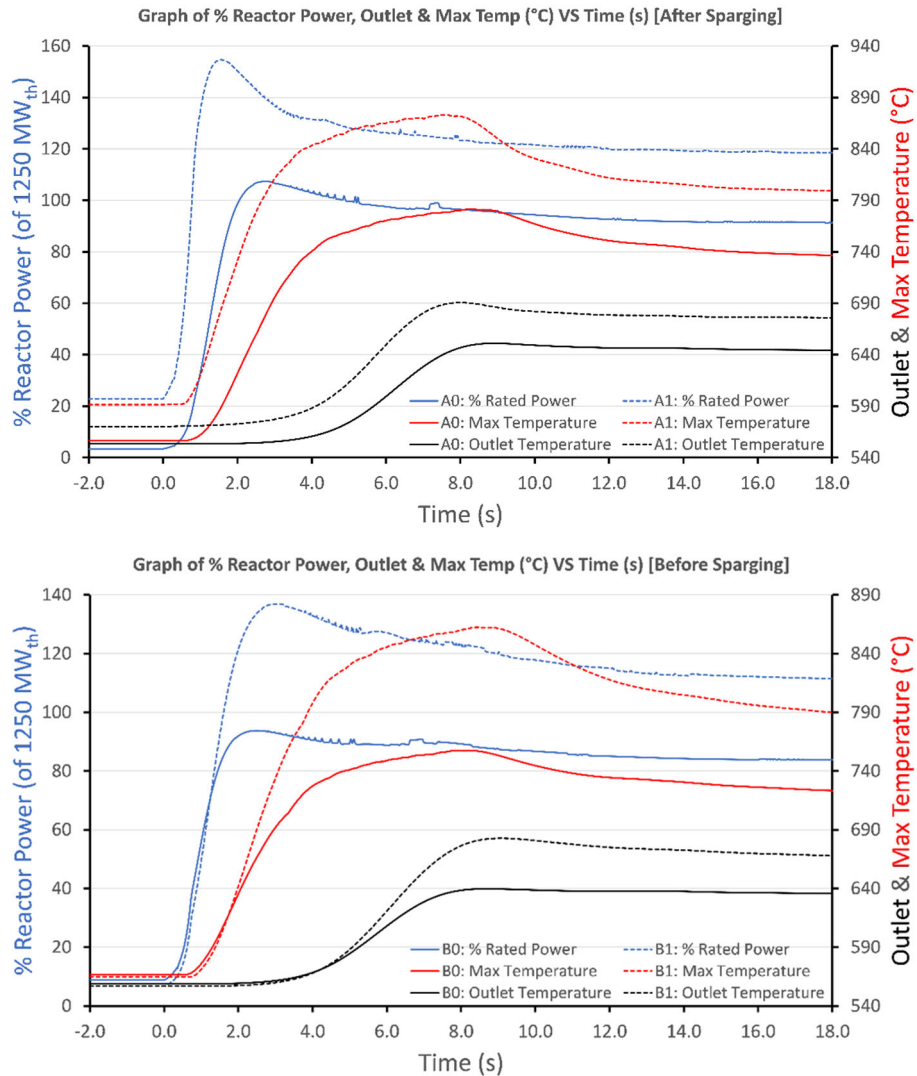 Graph of % Reactor Power, Outlet & Max Temp (°C) VS Time (s) [After Sparging]
% Reactor Power (of 1250 MWth)
160
140
120
100
80
60
40
20
0
940
890
840
790
740
690
640
590
540
Outlet & Max Temperature (°C)
A0: % Rated Power
A1: % Rated Power
A0: Max Temperature
A1: Max Temperature
A0: Outlet Temperature
A1: Outlet Temperature
-2.0 0.0 2.0 4.0 6.0 8.0 10.0 12.0 14.0 16.0 18.0
Time (s)
Graph of % Reactor Power, Outlet & Max Temp (°C) VS Time (s) [Before Sparging]
% Reactor Power (of 1250 MWth)
140
120
100
80
60
40
20
0
890
840
790
740
690
640
590
540
Outlet & Max Temperature (°C)
B0: % Rated Power
B1: % Rated Power
B0: Max Temperature
B1: Max Temperature
B0: Outlet Temperature
B1: Outlet Temperature
-2.0 0.0 2.0 4.0 6.0 8.0 10.0 12.0 14.0 16.0 18.0
Time (s)